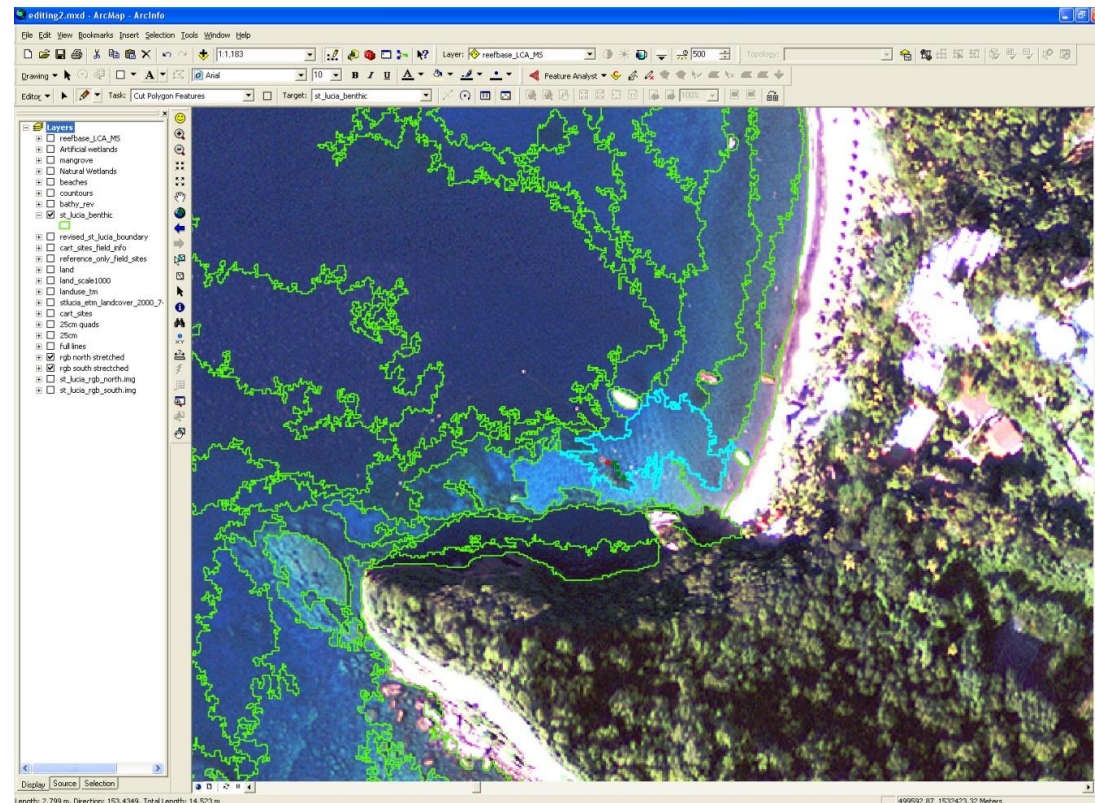 editing2.mxd - ArcMap - ArcInfo
File Edit View Bookmarks Insert Selection Tools Window Help
1:1,183 Layer: reefbase_LCA_MS 500 Topology:
Drawing Arial 10 B I U A Feature Analyst
Editor Task: Cut Polygon Features Target: st_lucia_benthic 100%
Layers
reefbase_LCA_MS
Artificial wetlands
mangrove
Natural Wetlands
beaches
countours
bathy_rev
st_lucia_benthic
revised_st_lucia_boundary
cart_sites_field_info
reference_only_field_sites
land
land_scale1000
landuse_tm
stlucia_etm_landcover_2000_7-
cart_sites
25cm quads
25cm
full lines
rgb north stretched
rgb south strectched
st_lucia_rgb_north.img
st_lucia_rgb_south.img
Display Source Selection
Length: 2.799 m, Direction: 153.4349, Total Length: 14.523 m 499592.87 1532423.32 Meters